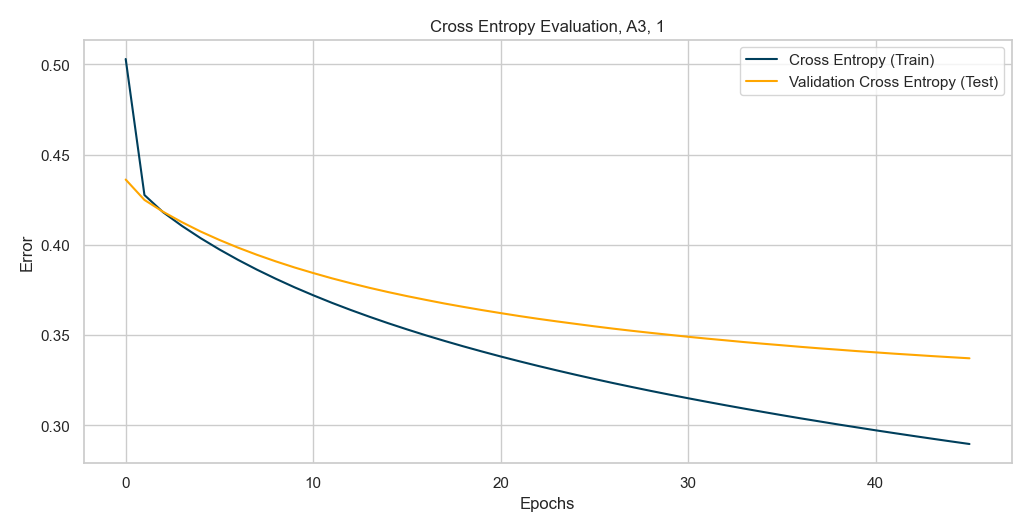 Cross Entropy Evaluation, A3, 1
Cross Entropy (Train)
Validation Cross Entropy (Test)
Error
0.50
0.45
0.40
0.35
0.30
0
10
20
30
40
Epochs